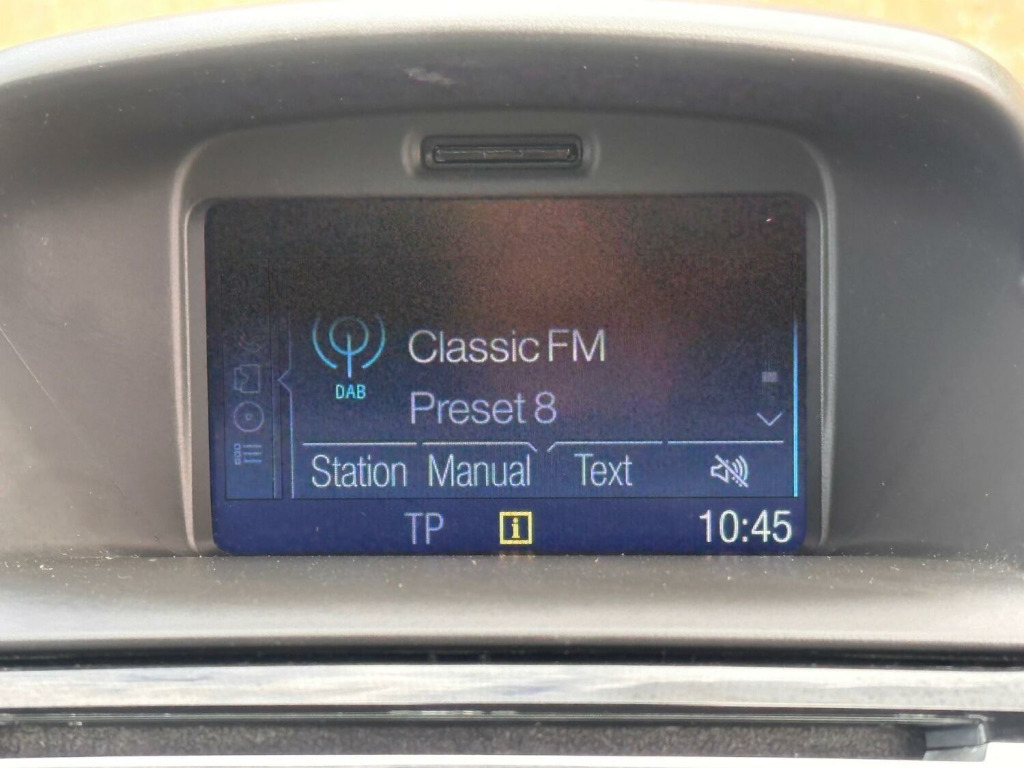 Classic FM
DAB
Preset 8
Station Manual Text
TP i 10:45